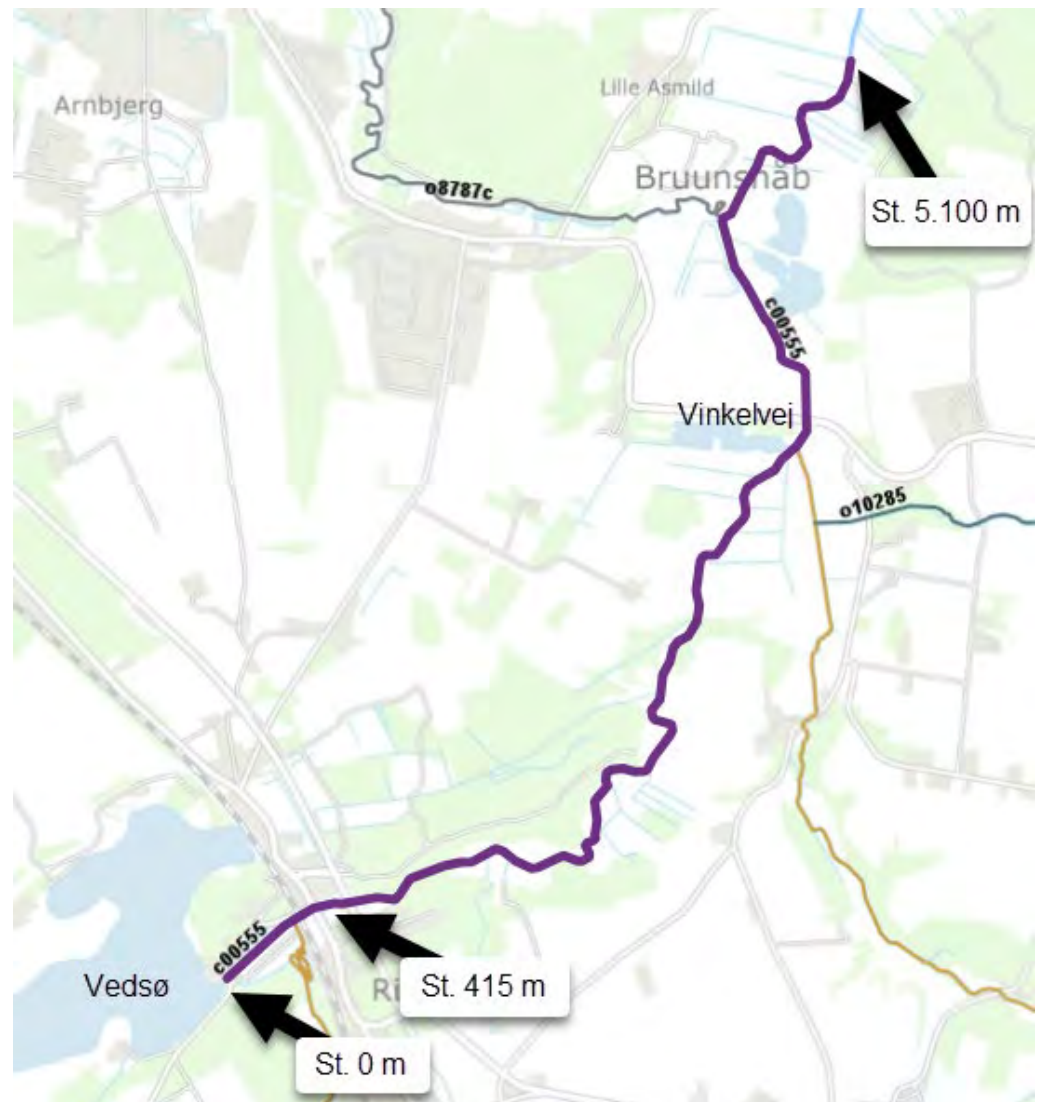 Arnbjerg
Lille Asmild
o8787c
Bruunshåb
St. 5.100 m
c00555
Vinkelvej
o10285
c00555
Vedsø
St. 415 m
St. 0 m